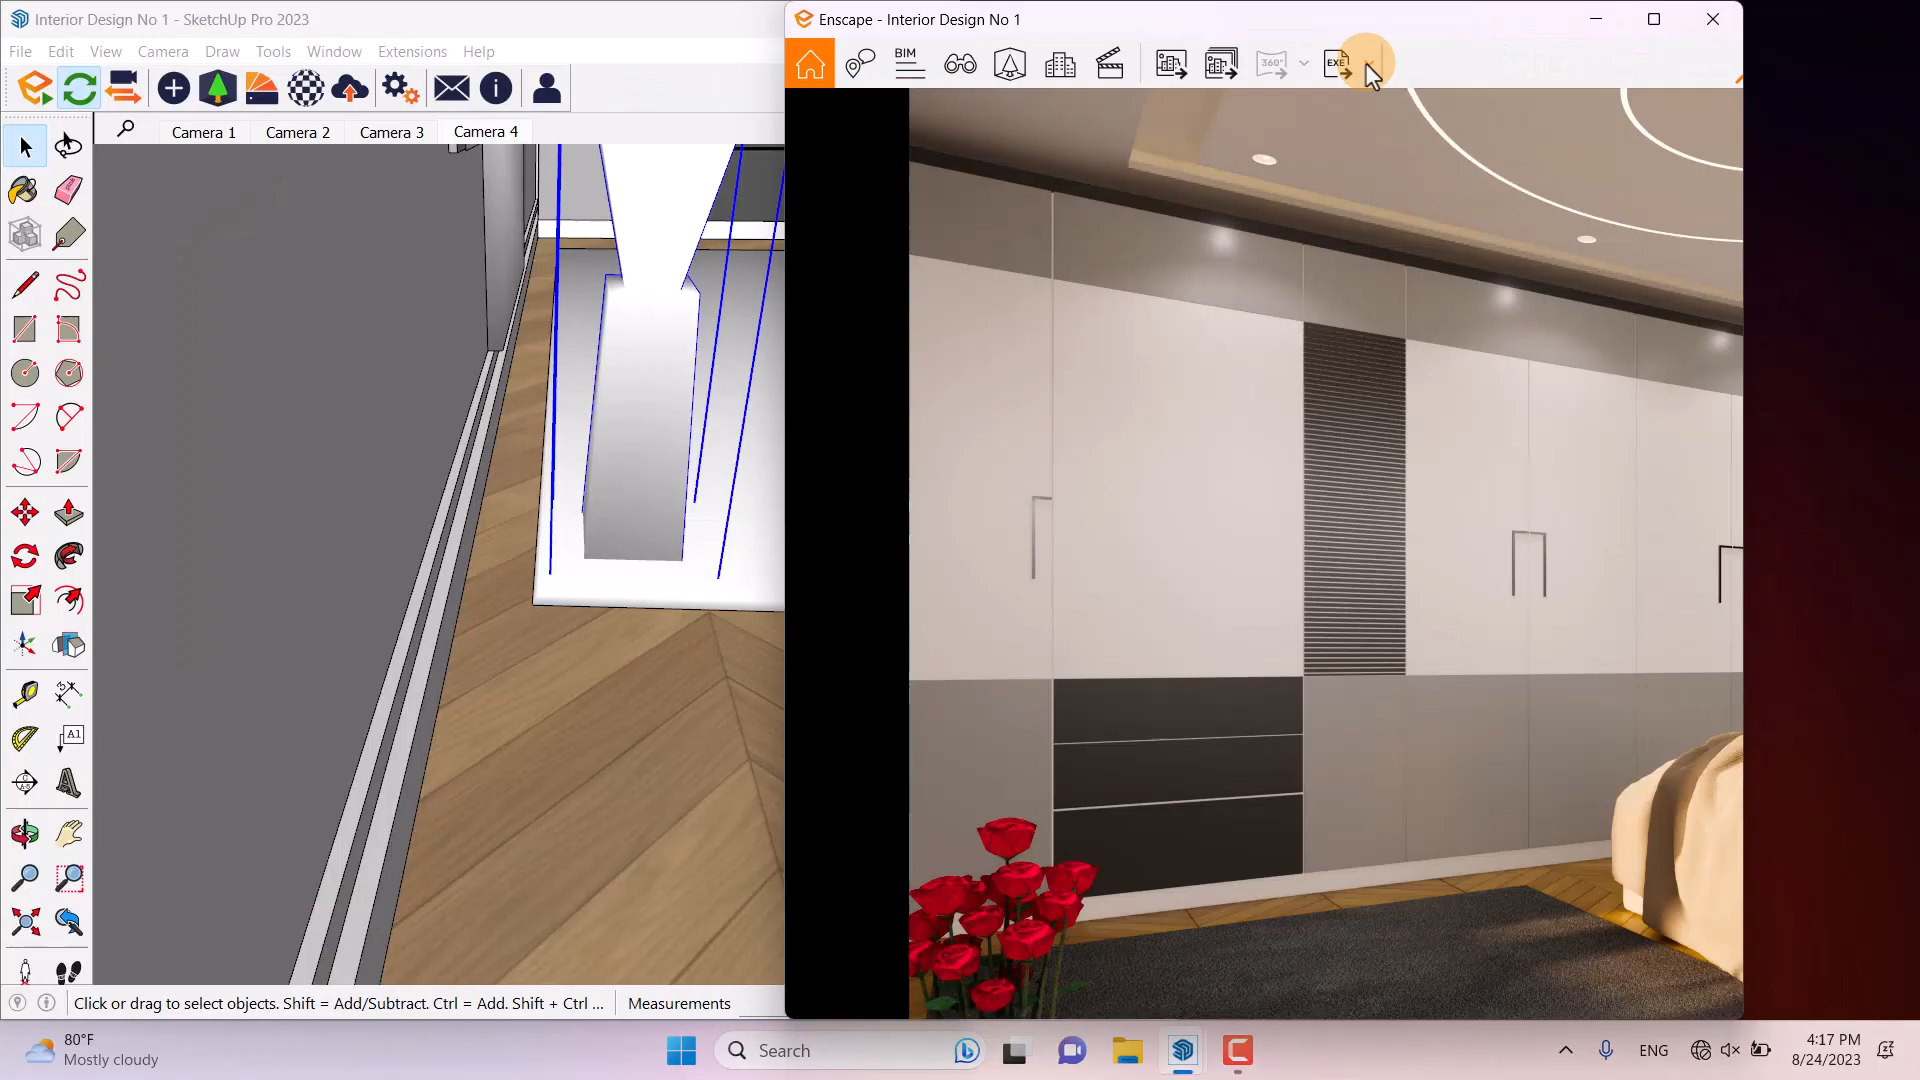 Interior Design No 1 - SketchUp Pro 2023
Enscape - Interior Design No 1
File Edit View Camera Draw Tools Window Extensions Help
BIM
360°
EXE
Camera 1 Camera 2 Camera 3 Camera 4
A1
Click or drag to select objects. Shift = Add/Subtract. Ctrl = Add. Shift + Ctrl ... Measurements
80°F
Mostly cloudy
Search
ENG
4:17 PM
8/24/2023